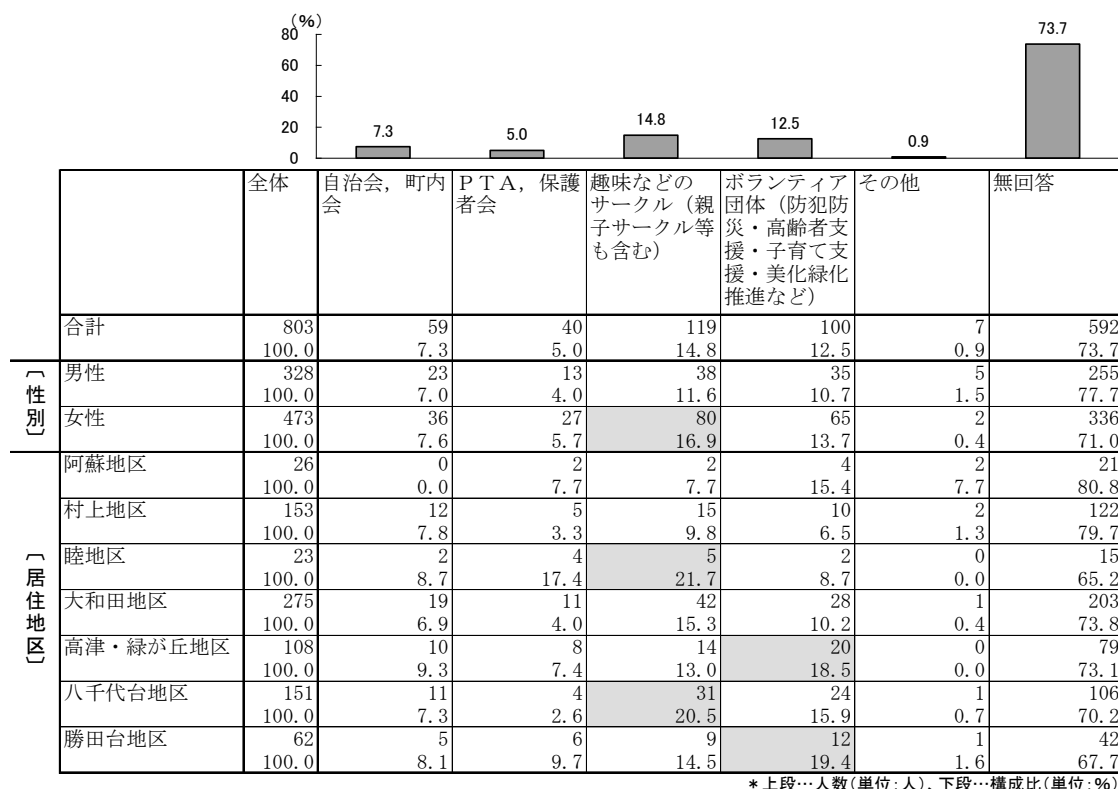 (%)
80
60
40
20
0
7.3
5.0
14.8
12.5
0.9
73.7
全体
自治会，町内会
ＰＴＡ，保護者会
趣味などのサークル（親子サークル等も含む）
ボランティア団体（防犯防災・高齢者支援・子育て支援・美化緑化推進など）
その他
無回答
合計 803 59 40 119 100 7 592
100.0 7.3 5.0 14.8 12.5 0.9 73.7
〔性別〕
男性 328 23 13 38 35 5 255
100.0 7.0 4.0 11.6 10.7 1.5 77.7
女性 473 36 27 80 65 2 336
100.0 7.6 5.7 16.9 13.7 0.4 71.0
〔居住地区〕
阿蘇地区 26 0 2 2 4 2 21
100.0 0.0 7.7 7.7 15.4 7.7 80.8
村上地区 153 12 5 15 10 2 122
100.0 7.8 3.3 9.8 6.5 1.3 79.7
睦地区 23 2 4 5 2 0 15
100.0 8.7 17.4 21.7 8.7 0.0 65.2
大和田地区 275 19 11 42 28 1 203
100.0 6.9 4.0 15.3 10.2 0.4 73.8
高津・緑が丘地区 108 10 8 14 20 0 79
100.0 9.3 7.4 13.0 18.5 0.0 73.1
八千代台地区 151 11 4 31 24 1 106
100.0 7.3 2.6 20.5 15.9 0.7 70.2
勝田台地区 62 5 6 9 12 1 42
100.0 8.1 9.7 14.5 19.4 1.6 67.7
＊上段…人数(単位：人)，下段…構成比(単位：%)